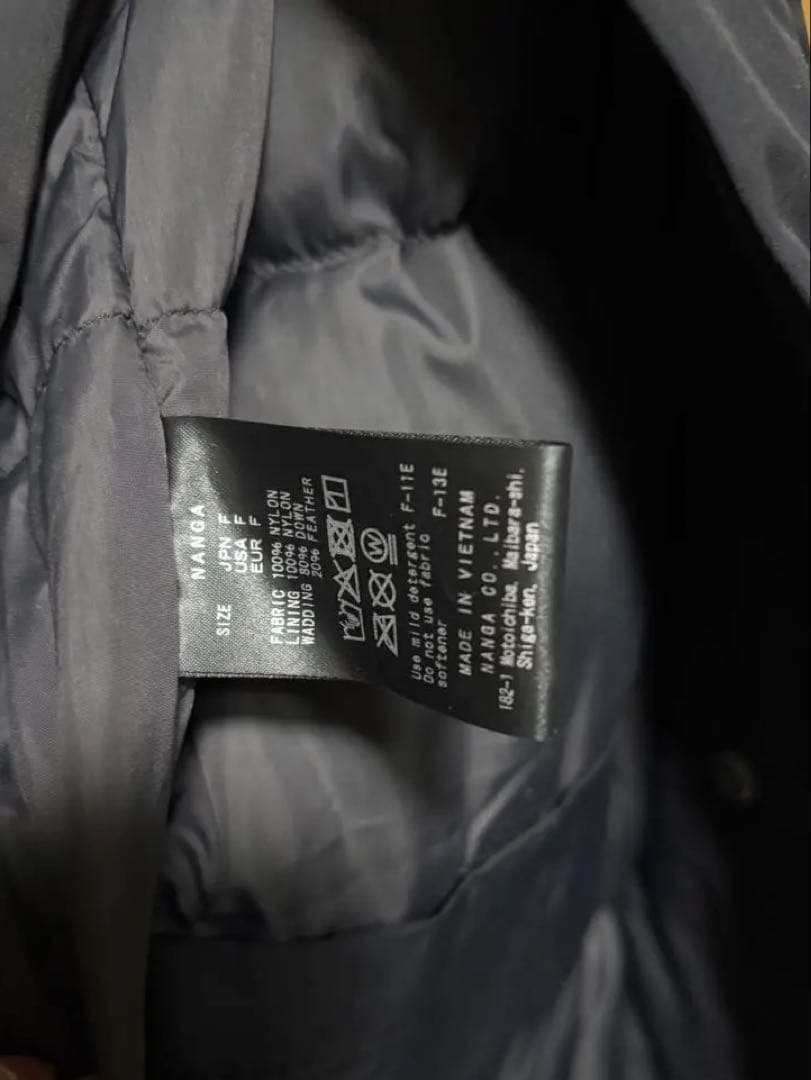 NANGA
SIZE
JPN F
USA F
EUR F
FABRIC 100% NYLON
LINING 100% NYLON
WADDING 80% DOWN
20% FEATHER
W
Use mild detergent F-11E
Do not use fabric F-13E
softener
MADE IN VIETNAM
NANGA CO., LTD.
182-1 Motoichiba, Maibara-shi,
Shiga-ken, Japan